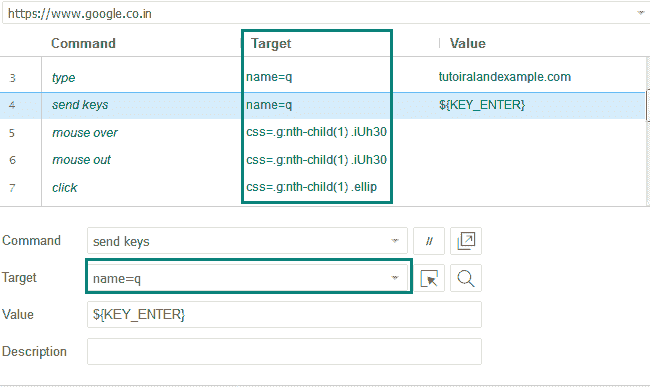 https://www.google.co.in
Command Target Value
3 type name=q tutoiralandexample.com
4 send keys name=q ${KEY_ENTER}
5 mouse over css=.g:nth-child(1) .iUh30
6 mouse out css=.g:nth-child(1) .iUh30
7 click css=.g:nth-child(1) .ellip
Command send keys //
Target name=q
Value ${KEY_ENTER}
Description